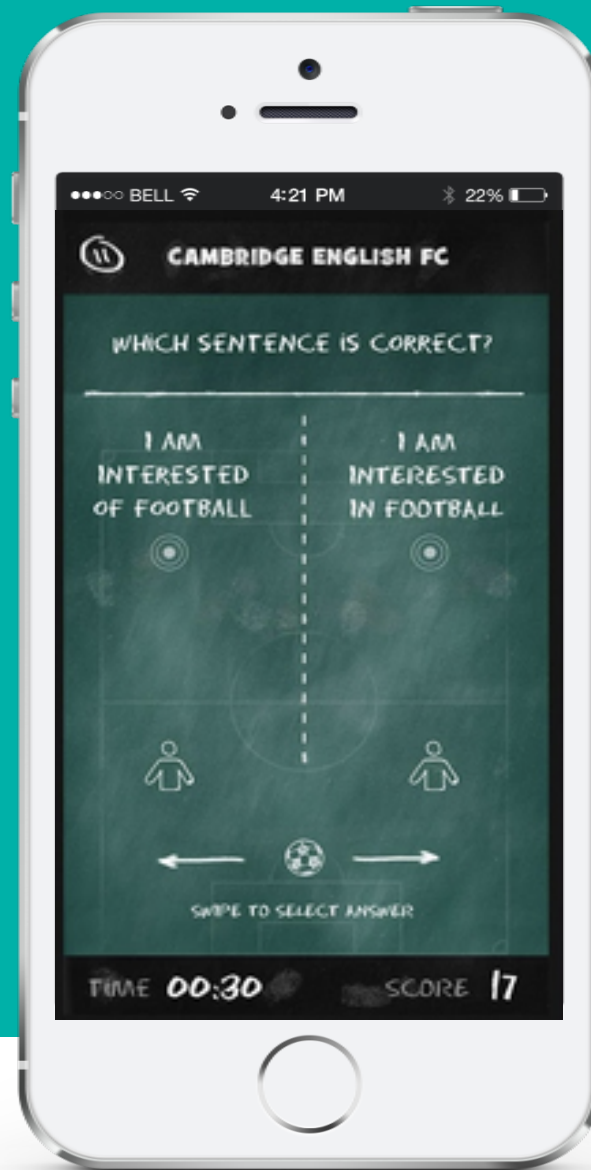 BELL 4:21 PM 22%
CAMBRIDGE ENGLISH FC
WHICH SENTENCE IS CORRECT?
I AM
INTERESTED
OF FOOTBALL
I AM
INTERESTED
IN FOOTBALL
SWIPE TO SELECT ANSWER
TIME 00:30 SCORE 17